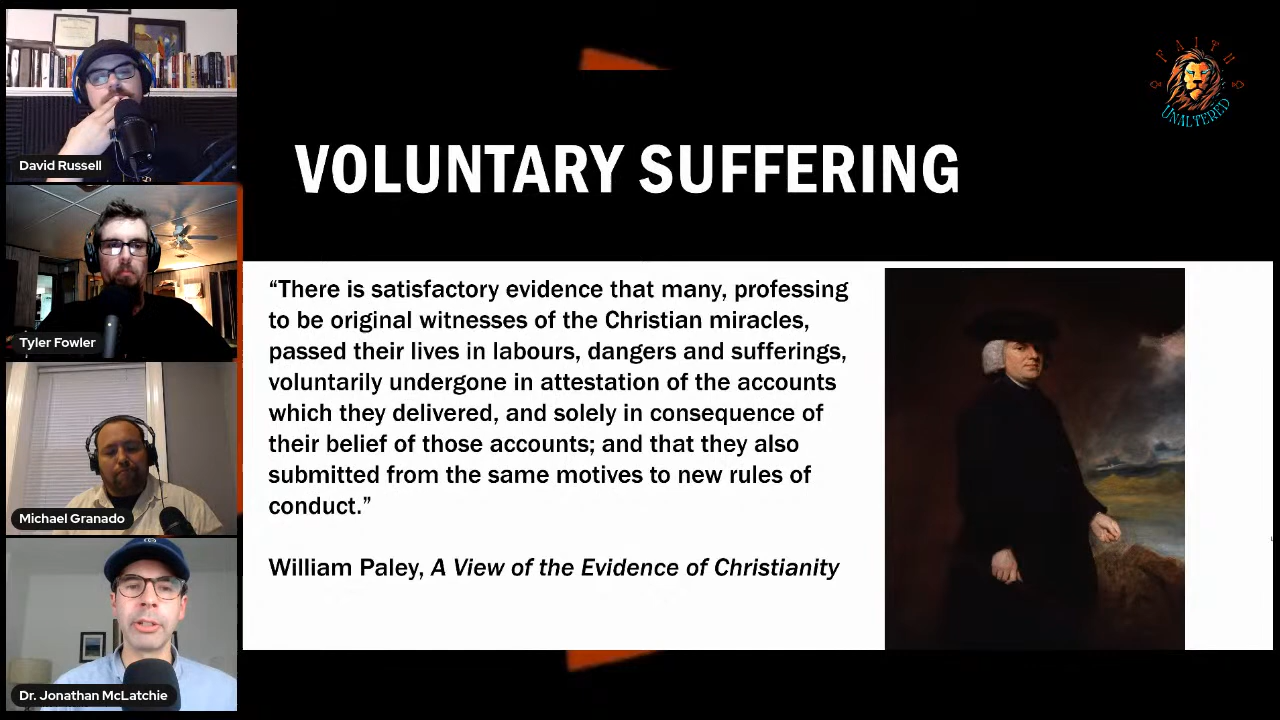 FAITH
UNALTERED
VOLUNTARY SUFFERING
“There is satisfactory evidence that many, professing
to be original witnesses of the Christian miracles,
passed their lives in labours, dangers and sufferings,
voluntarily undergone in attestation of the accounts
which they delivered, and solely in consequence of
their belief of those accounts; and that they also
submitted from the same motives to new rules of
conduct.”
William Paley, A View of the Evidence of Christianity
David Russell
Tyler Fowler
Michael Granado
Dr. Jonathan McLatchie